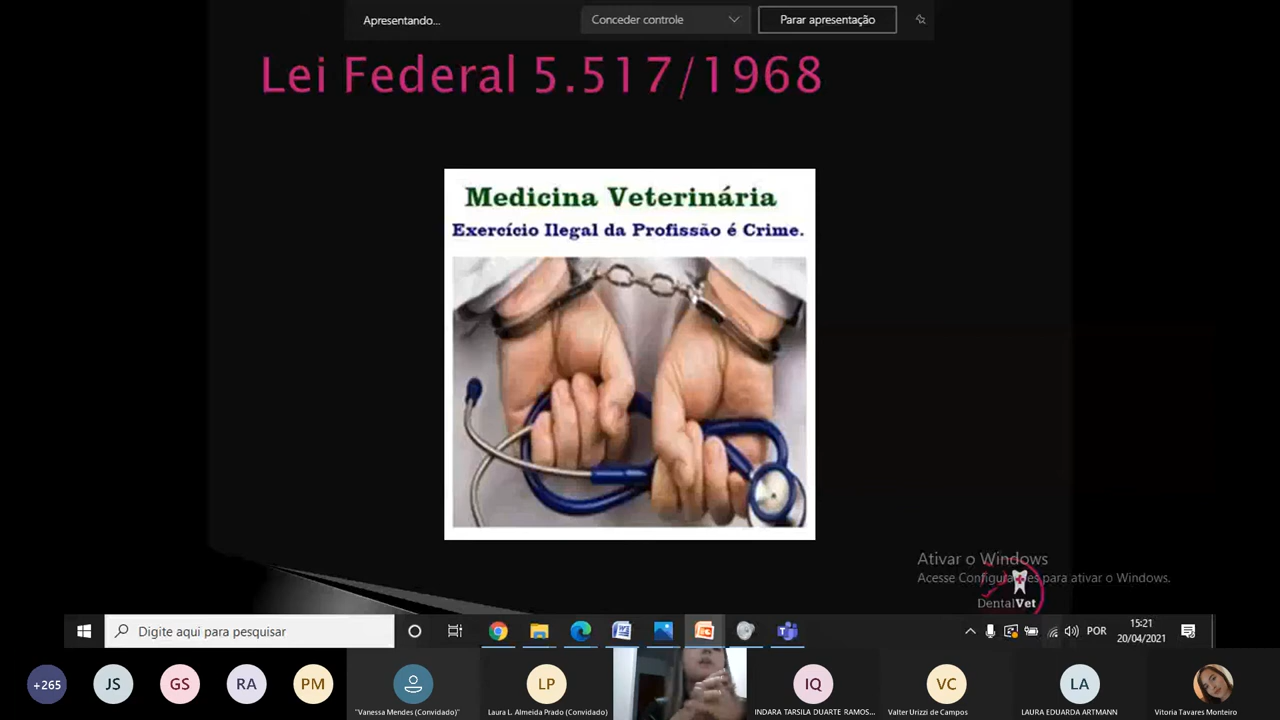 Apresentando...
Conceder controle
Parar apresentação
Lei Federal 5.517/1968
Medicina Veterinária
Exercício Ilegal da Profissão é Crime.
Ativar o Windows
Acesse Configurações para ativar o Windows.
DentalVet
Digite aqui para pesquisar
POR
15:21
20/04/2021
+265
JS
GS
RA
PM
LP
IQ
VC
LA
"Vanessa Mendes (Convidado)"
Laura L. Almeida Prado (Convidado)
INDARA TARSILA DUARTE RAMOS...
Valter Urizzi de Campos
LAURA EDUARDA ARTMANN
Vitoria Tavares Monteiro